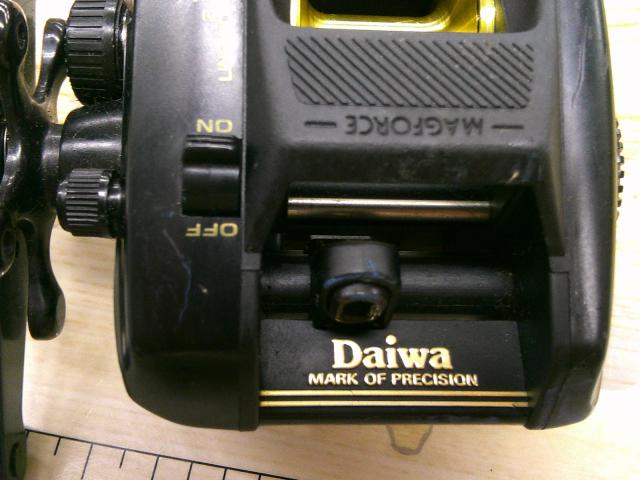 — MAGFORCE —
ON
OFF
Daiwa
MARK OF PRECISION